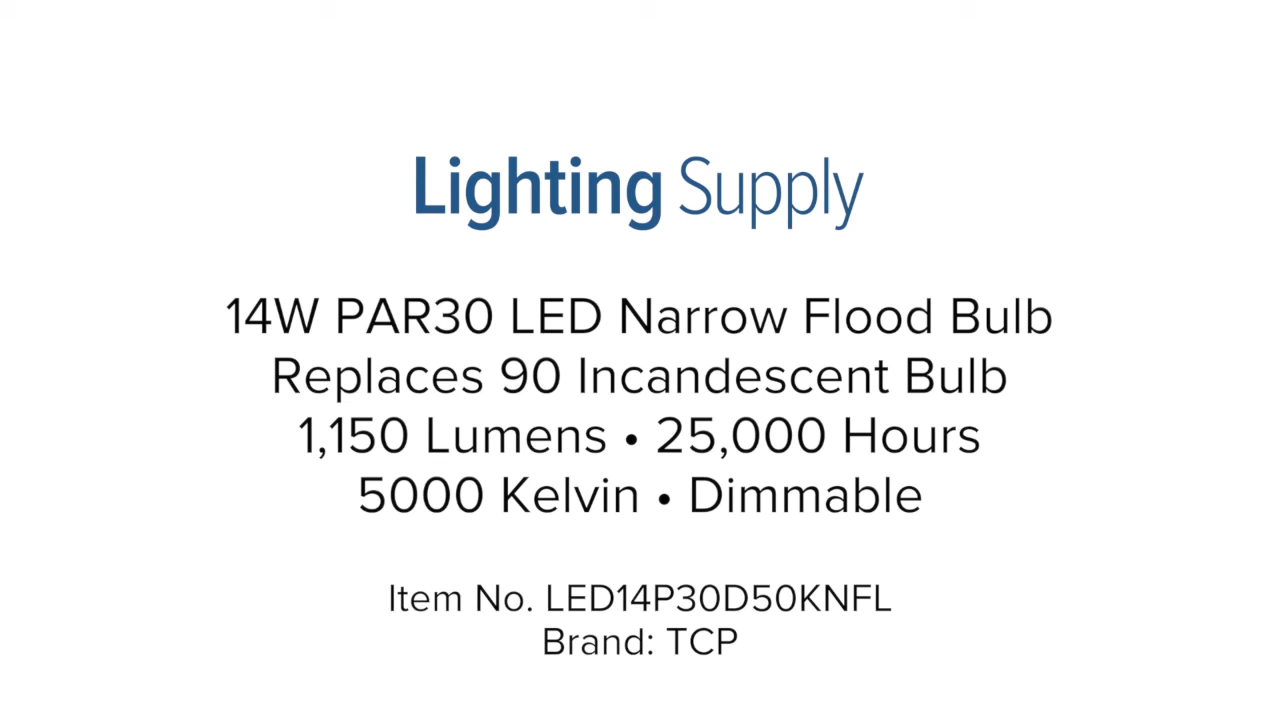 Lighting Supply
14W PAR30 LED Narrow Flood Bulb
Replaces 90 Incandescent Bulb
1,150 Lumens • 25,000 Hours
5000 Kelvin • Dimmable
Item No. LED14P30D50KNFL
Brand: TCP